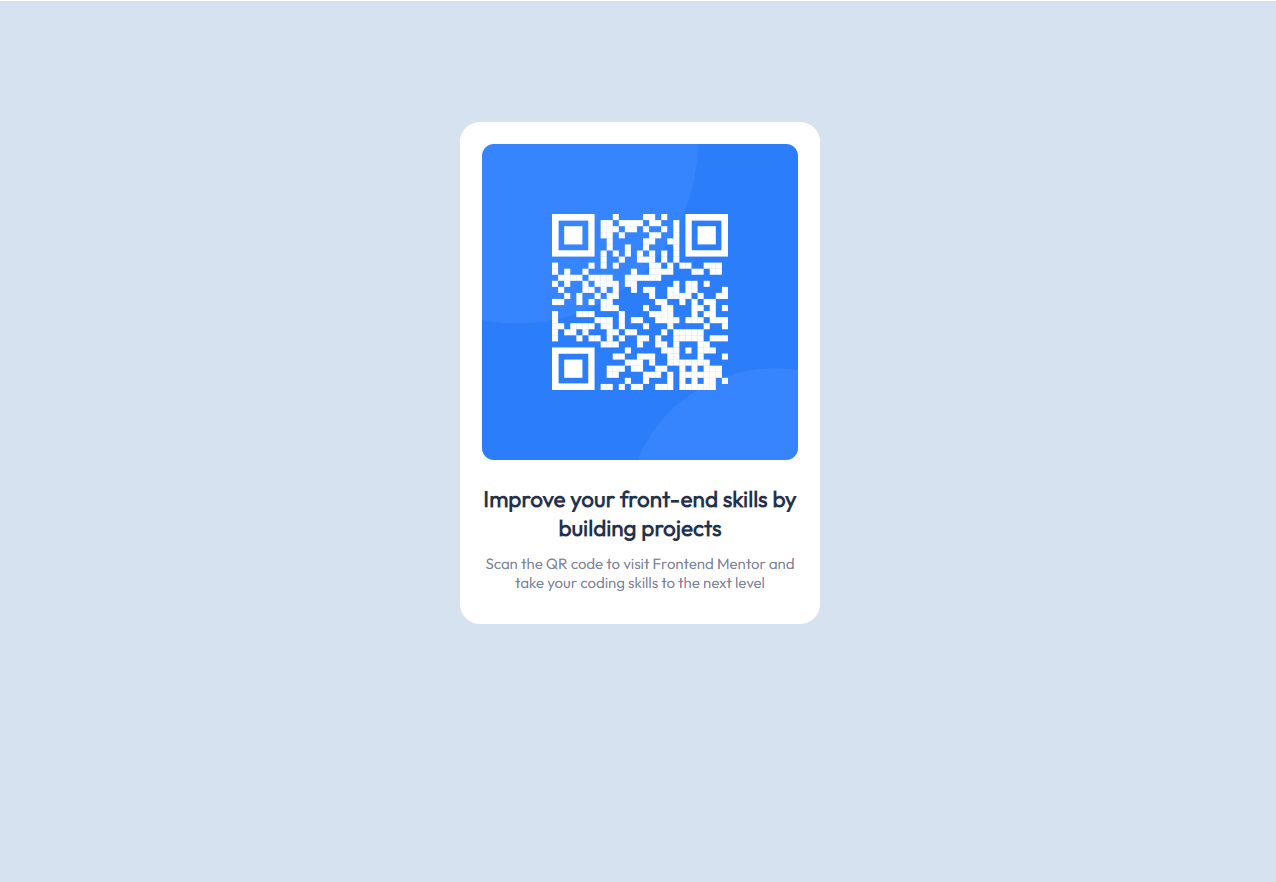 Improve your front-end skills by
building projects
Scan the QR code to visit Frontend Mentor and
take your coding skills to the next level